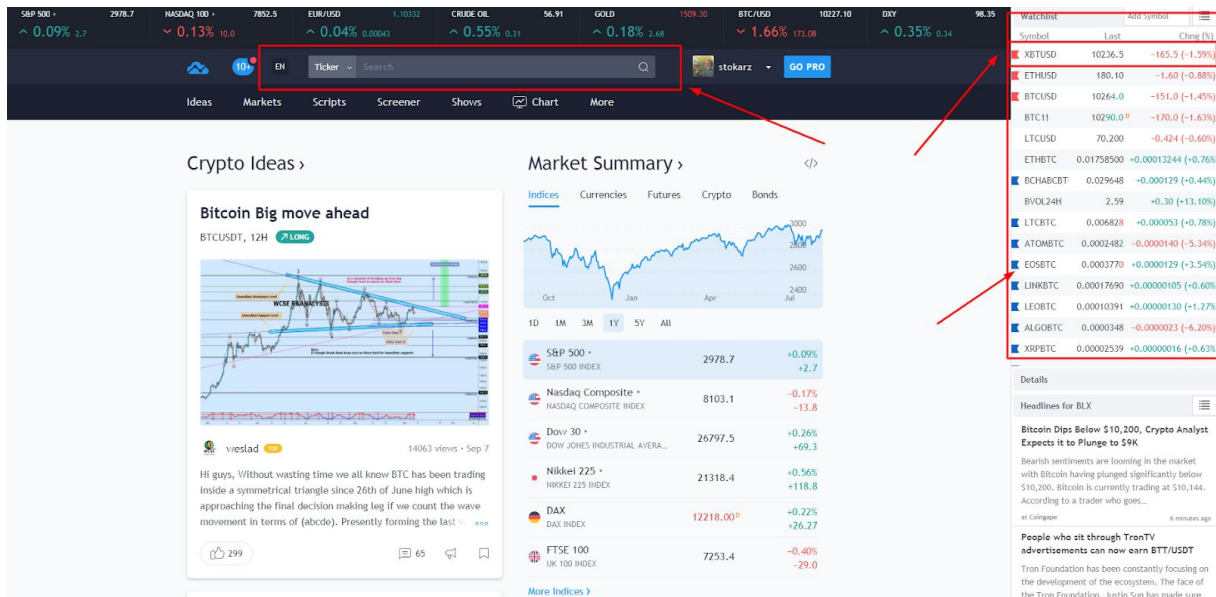 S&P 500 • 2978.7 NASDAQ 100 • 7852.5 EUR/USD 1.10332 CRUDE OIL 56.91 GOLD 1509.30 BTC/USD 10227.10 DXY 98.35
0.09% 2.7 0.13% 10.0 0.04% 0.00043 0.55% 0.31 0.18% 2.68 1.66% 173.08 0.35% 0.34
10+ EN Ticker Search stokarz GO PRO
Ideas Markets Scripts Screener Shows Chart More
Crypto Ideas ›
Bitcoin Big move ahead
BTCUSDT, 12H LONG
weslad TOP 14063 views • Sep 7
Hi guys, Without wasting time we all know BTC has been trading
inside a symmetrical triangle since 26th of June high which is
approaching the final decision making leg if we count the wave
movement in terms of (abcde). Presently forming the last
299 65
Market Summary ›
</>
Indices Currencies Futures Crypto Bonds
3000
2800
2600
2400
Oct Jan Apr Jul
1D 1M 3M 1Y 5Y All
S&P 500 • 2978.7 +0.09%
S&P 500 INDEX +2.7
Nasdaq Composite • 8103.1 −0.17%
NASDAQ COMPOSITE INDEX −13.8
Dow 30 • 26797.5 +0.26%
DOW JONES INDUSTRIAL AVERA... +69.3
Nikkei 225 • 21318.4 +0.56%
NIKKEI 225 INDEX +118.8
DAX 12218.00 D +0.22%
DAX INDEX +26.27
FTSE 100 7253.4 −0.40%
UK 100 INDEX −29.0
More Indices ›
Watchlist Add Symbol
Symbol Last Chng (%)
XBTUSD 10236.5 −165.5 (−1.59%)
ETHUSD 180.10 −1.60 (−0.88%)
BTCUSD 10264.0 −151.0 (−1.45%)
BTC1! 10290.0 D −170.0 (−1.63%)
LTCUSD 70.200 −0.424 (−0.60%)
ETHBTC 0.01758500 +0.00013244 (+0.76%
BCHABCBT 0.029648 +0.000129 (+0.44%)
BVOL24H 2.59 +0.30 (+13.10%)
LTCBTC 0.006828 +0.000053 (+0.78%)
ATOMBTC 0.0002482 −0.0000140 (−5.34%)
EOSBTC 0.0003770 +0.0000129 (+3.54%)
LINKBTC 0.00017690 +0.00000105 (+0.60%
LEOBTC 0.00010391 +0.00000130 (+1.27%
ALGOBTC 0.0000348 −0.0000023 (−6.20%)
XRPBTC 0.00002539 +0.00000016 (+0.63%
Details
Headlines for BLX
Bitcoin Dips Below $10,200, Crypto Analyst
Expects it to Plunge to $9K
Bearish sentiments are looming in the market
with Bitcoin having plunged significantly below
$10,200. Bitcoin is currently trading at $10,144.
According to a trader who goes...
at Coingape 6 minutes ago
People who sit through TronTV
advertisements can now earn BTT/USDT
Tron Foundation has been constantly focusing on
the development of the ecosystem. The face of
the Tron Foundation, Justin Sun has made sure